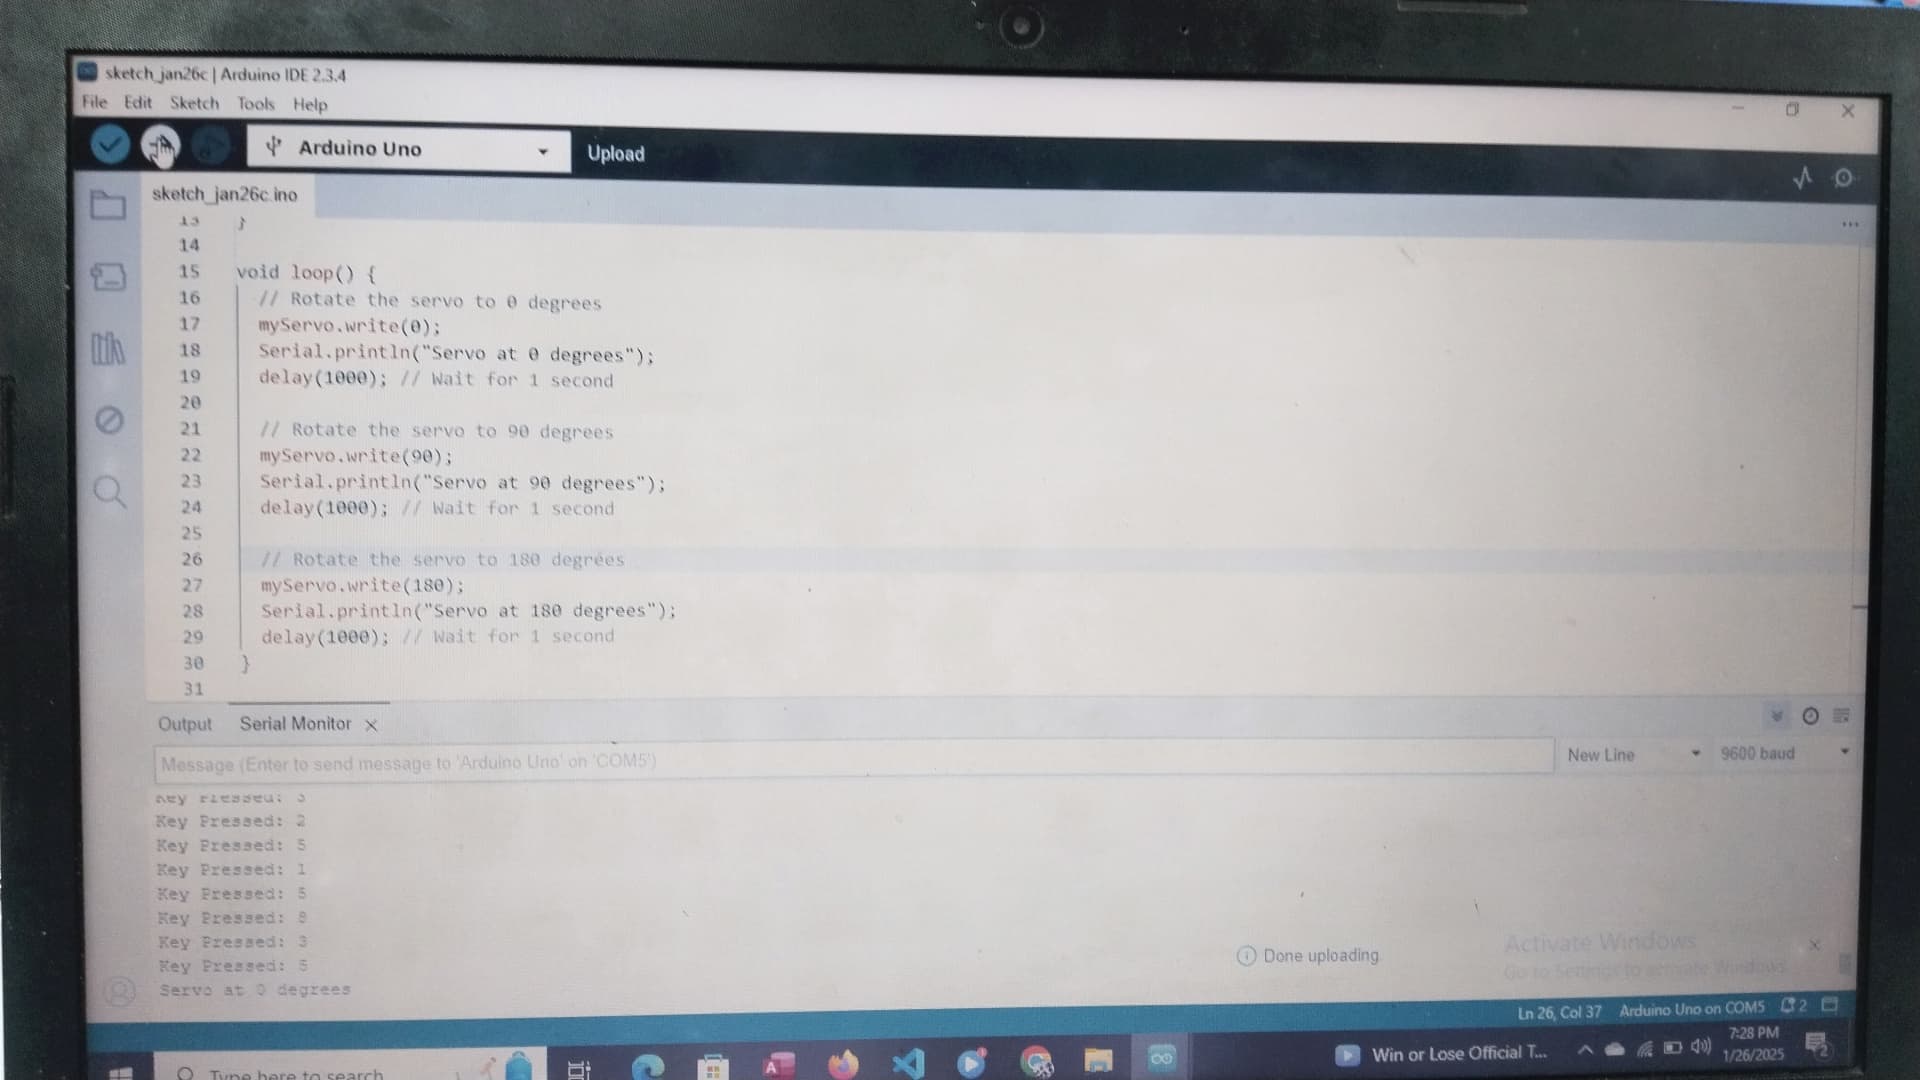 sketch_jan26c | Arduino IDE 2.3.4
File Edit Sketch Tools Help
Arduino Uno
Upload
sketch_jan26c.ino
13 }
14
15 void loop() {
16 // Rotate the servo to 0 degrees
17 myServo.write(0);
18 Serial.println("Servo at 0 degrees");
19 delay(1000); // Wait for 1 second
20
21 // Rotate the servo to 90 degrees
22 myServo.write(90);
23 Serial.println("Servo at 90 degrees");
24 delay(1000); // Wait for 1 second
25
26 // Rotate the servo to 180 degrees
27 myServo.write(180);
28 Serial.println("Servo at 180 degrees");
29 delay(1000); // Wait for 1 second
30 }
31
Output Serial Monitor
Message (Enter to send message to 'Arduino Uno' on 'COM5')
New Line 9600 baud
Key Pressed:
Key Pressed: 2
Key Pressed: 5
Key Pressed: 1
Key Pressed: 5
Key Pressed:
Key Pressed: 3
Key Pressed: 5
Servo at 0 degrees
Done uploading
Activate Windows
Go to Settings to activate Windows.
Ln 26, Col 37 Arduino Uno on COM5 2
Type here to search
Win or Lose Official T...
7:28 PM
1/26/2025
2